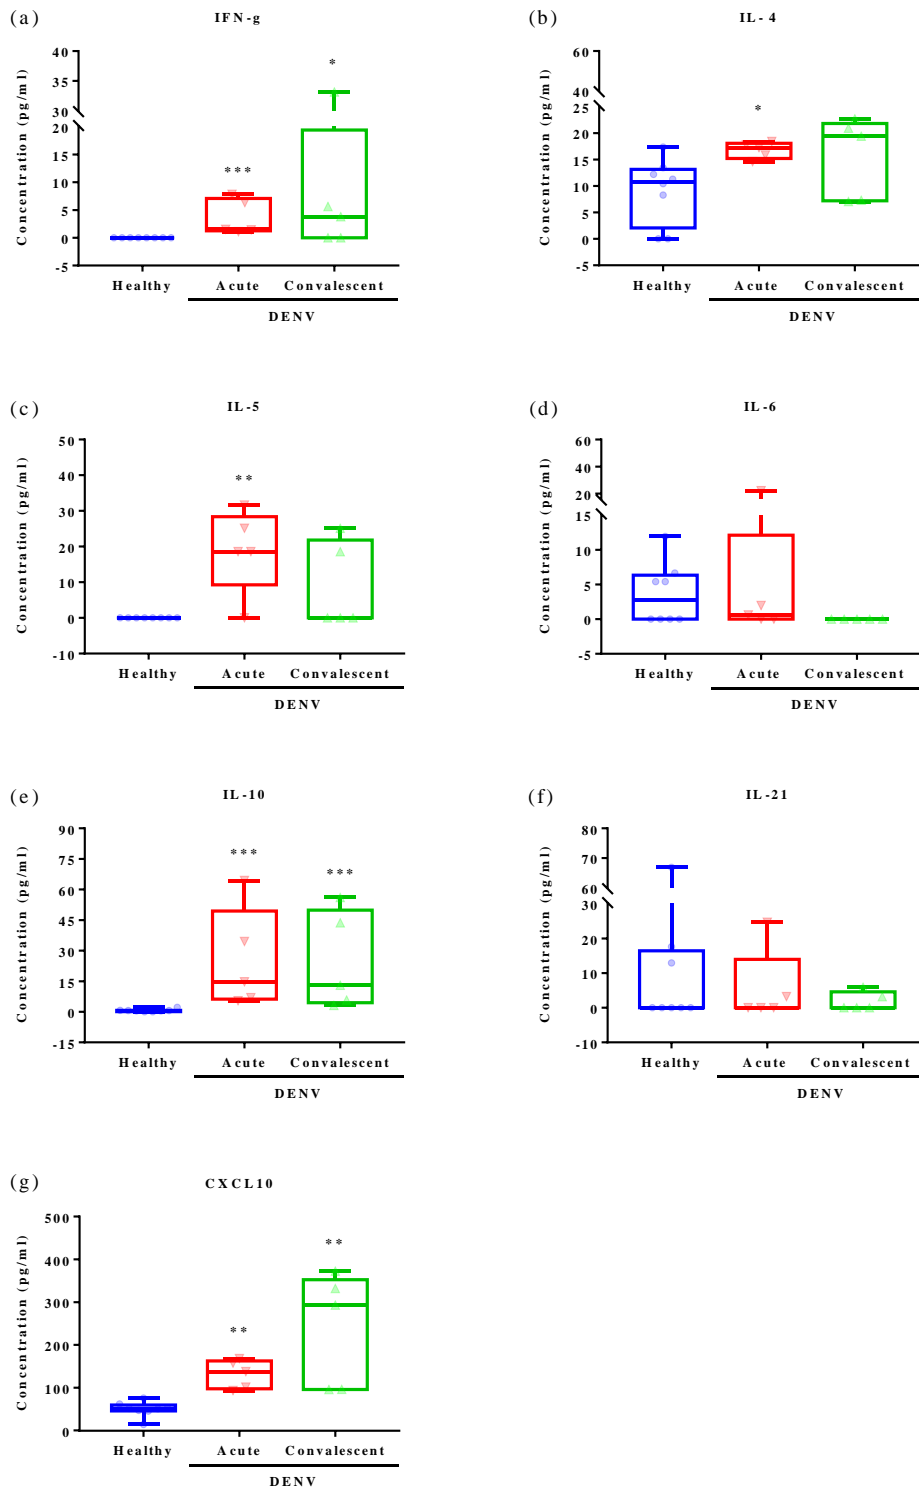 (a)
IFN-g
Concentration (pg/ml)
40
35
30
20
15
10
5
0
-5
*
***
Healthy Acute Convalescent
DENV
(b)
IL-4
Concentration (pg/ml)
60
40
25
20
15
10
5
0
-5
*
Healthy Acute Convalescent
DENV
(c)
IL-5
Concentration (pg/ml)
50
40
30
20
10
0
-10
**
Healthy Acute Convalescent
DENV
(d)
IL-6
Concentration (pg/ml)
60
40
20
15
10
5
0
-5
Healthy Acute Convalescent
DENV
(e)
IL-10
Concentration (pg/ml)
90
75
60
45
30
15
0
-15
***
***
Healthy Acute Convalescent
DENV
(f)
IL-21
Concentration (pg/ml)
80
70
60
30
20
10
0
-10
Healthy Acute Convalescent
DENV
(g)
CXCL10
Concentration (pg/ml)
500
400
300
200
100
0
**
**
Healthy Acute Convalescent
DENV